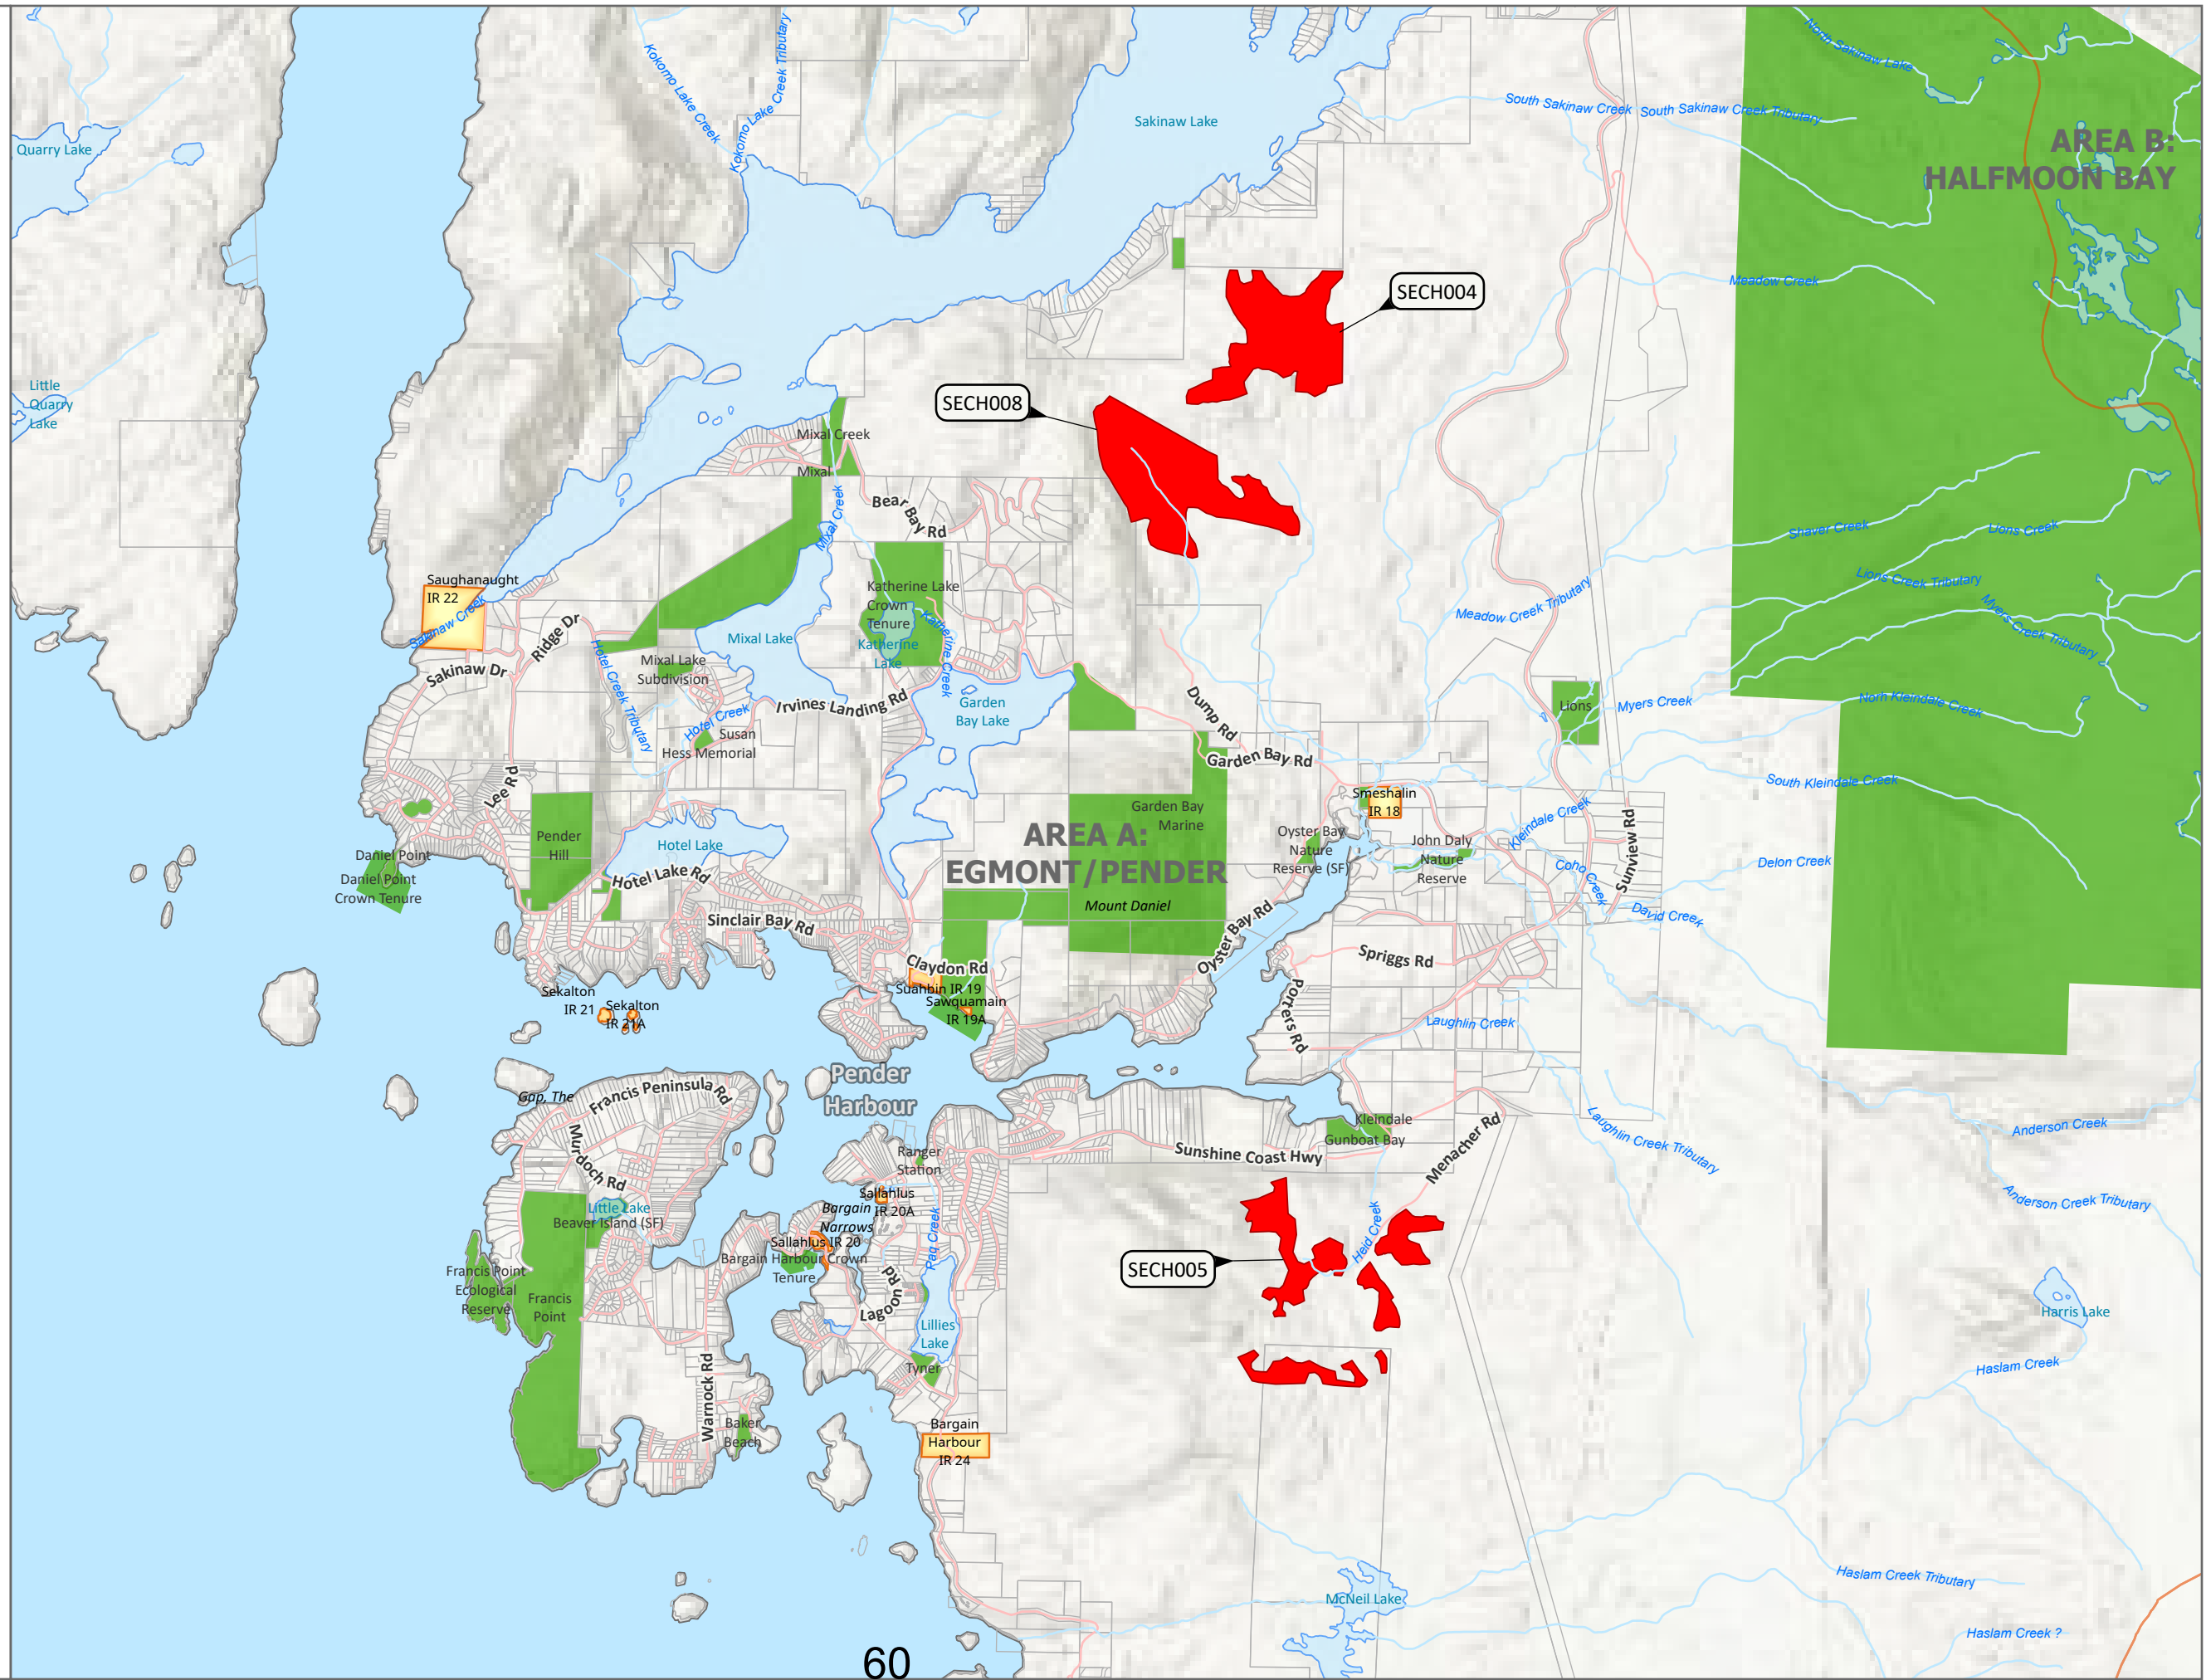 Kokomo Lake Creek
Kokomo Lake Creek Tributary
North Sakinaw Lake
Sakinaw Lake
South Sakinaw Creek
South Sakinaw Creek Tributary
Quarry Lake
AREA B:
HALFMOON BAY
Meadow Creek
SECH004
Little
Quarry
Lake
SECH008
Mixal Creek
Mixal
Mixal Creek
Bear Bay Rd
Shaver Creek
Lions Creek
Lions Creek Tributary
Myers Creek Tributary
Meadow Creek Tributary
Saughanaught
IR 22
Sakinaw Creek
Katherine Lake
Crown
Tenure
Katherine
Lake
Katherine Creek
Ridge Dr
Sakinaw Dr
Hotel Creek Tributary
Mixal Lake
Mixal Lake
Subdivision
Irvines Landing Rd
Garden
Bay Lake
Hotel Creek
Susan
Hess Memorial
Dump Rd
Garden Bay Rd
Lions
Myers Creek
Norh Kleindale Creek
South Kleindale Creek
Lee Rd
Pender
Hill
Hotel Lake
Garden Bay
Marine
AREA A:
EGMONT/PENDER
Mount Daniel
Smeshalin
IR 18
Oyster Bay
Nature
Reserve (SF)
John Daly
Nature
Reserve
Kleindale Creek
Coho Creek
Sunview Rd
Delon Creek
David Creek
Daniel Point
Daniel Point
Crown Tenure
Hotel Lake Rd
Sinclair Bay Rd
Oyster Bay Rd
Spriggs Rd
Claydon Rd
Suahbin IR 19
Sawquamain
IR 19A
Sekalton
IR 21
Sekalton
IR 21A
Porters Rd
Laughlin Creek
Pender
Harbour
Gap, The
Francis Peninsula Rd
Murdoch Rd
Kleindale
Gunboat Bay
Sunshine Coast Hwy
Menacher Rd
Laughlin Creek Tributary
Anderson Creek
Anderson Creek Tributary
Ranger
Station
Sallahlus
IR 20A
Bargain
Narrows
Sallahlus IR 20
Bargain Harbour Crown
Tenure
Little Lake
Beaver Island (SF)
Paq Creek
Heid Creek
SECH005
Francis Point
Ecological
Reserve
Francis
Point
Lagoon Rd
Lillies
Lake
Tyner
Harris Lake
Haslam Creek
Warnock Rd
Baker
Beach
Bargain
Harbour
IR 24
McNeil Lake
Haslam Creek Tributary
Haslam Creek ?
60